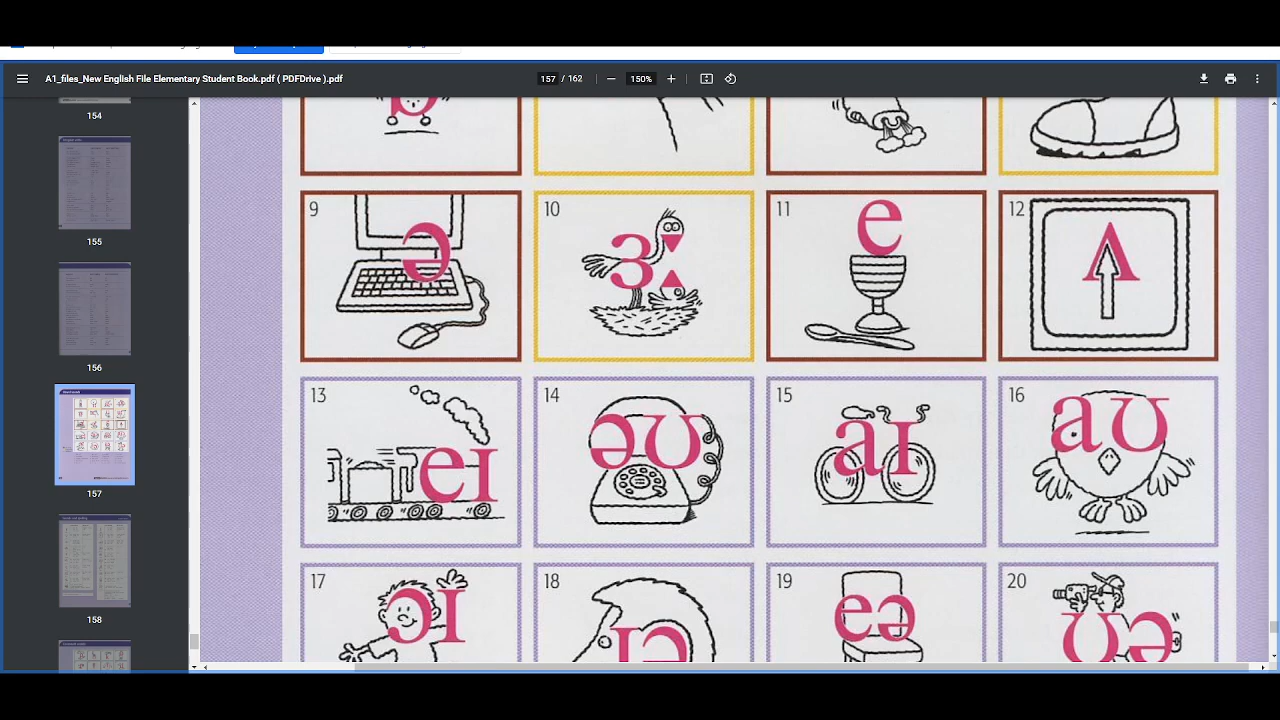 A1_files_New English File Elementary Student Book.pdf ( PDFDrive ).pdf
157 / 162
150%
154
155
156
157
158
9 ə
10 ɜː
11 e
12 ʌ
13 eɪ
14 əʊ
15 aɪ
16 aʊ
17 ɔɪ
18 ɪə
19 eə
20 ʊə